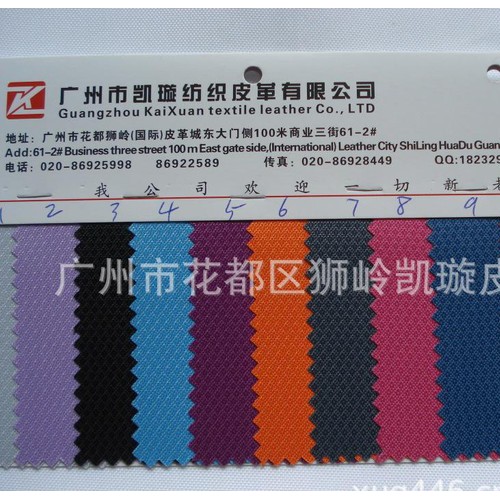 广州市凯璇纺织皮革有限公司
Guangzhou KaiXuan textile leather Co., LTD
地址：广州市花都狮岭(国际)皮革城东大门侧100米商业三街61-2#
Add:61-2# Business three street 100 m East gate side,(International) Leather City ShiLing HuaDu Guan
电话：020-86925998 86922589 传真：020-86928449 QQ:18232
我 公 司 欢 迎 一 切 新 老
1 2 3 4 5 6 7 8 9
广州市花都区狮岭凯璇皮